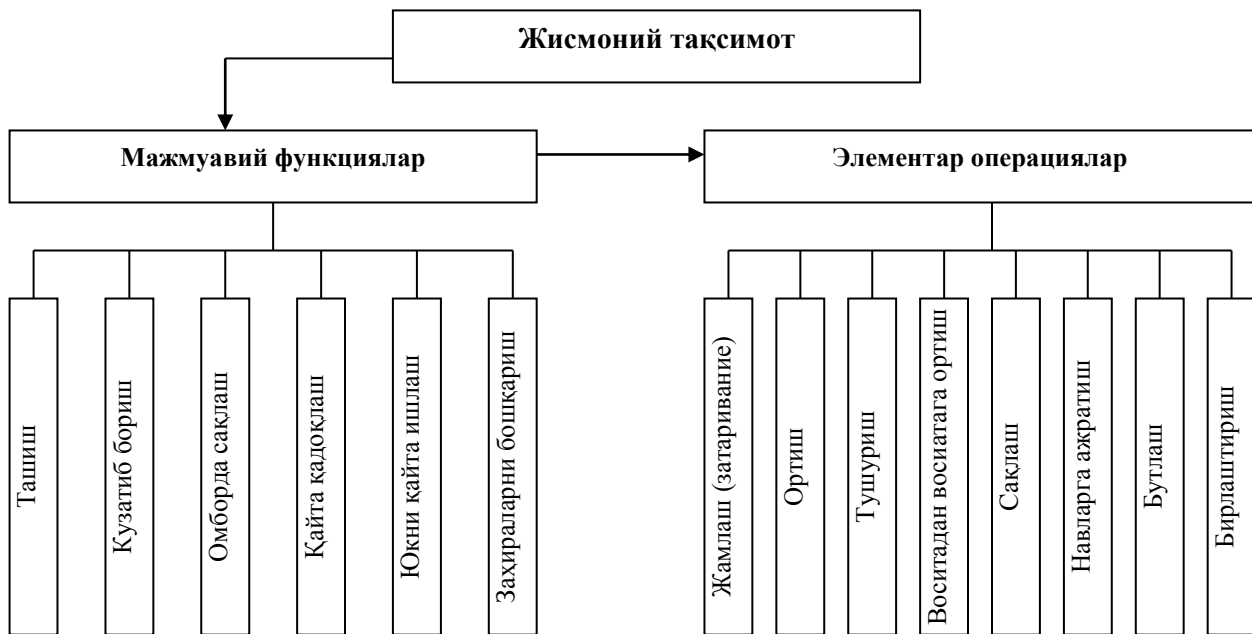 Жисмоний тақсимот
Мажмуавий функциялар
Элементар операциялар
Ташиш
Кузатиб бориш
Омборда сақлаш
Қайта қадоқлаш
Юкни қайта ишлаш
Заҳираларни бошқариш
Жамлаш (затаривание)
Ортиш
Тушуриш
Воситадан восиатага ортиш
Сақлаш
Навларга ажратиш
Бутлаш
Бирлаштириш